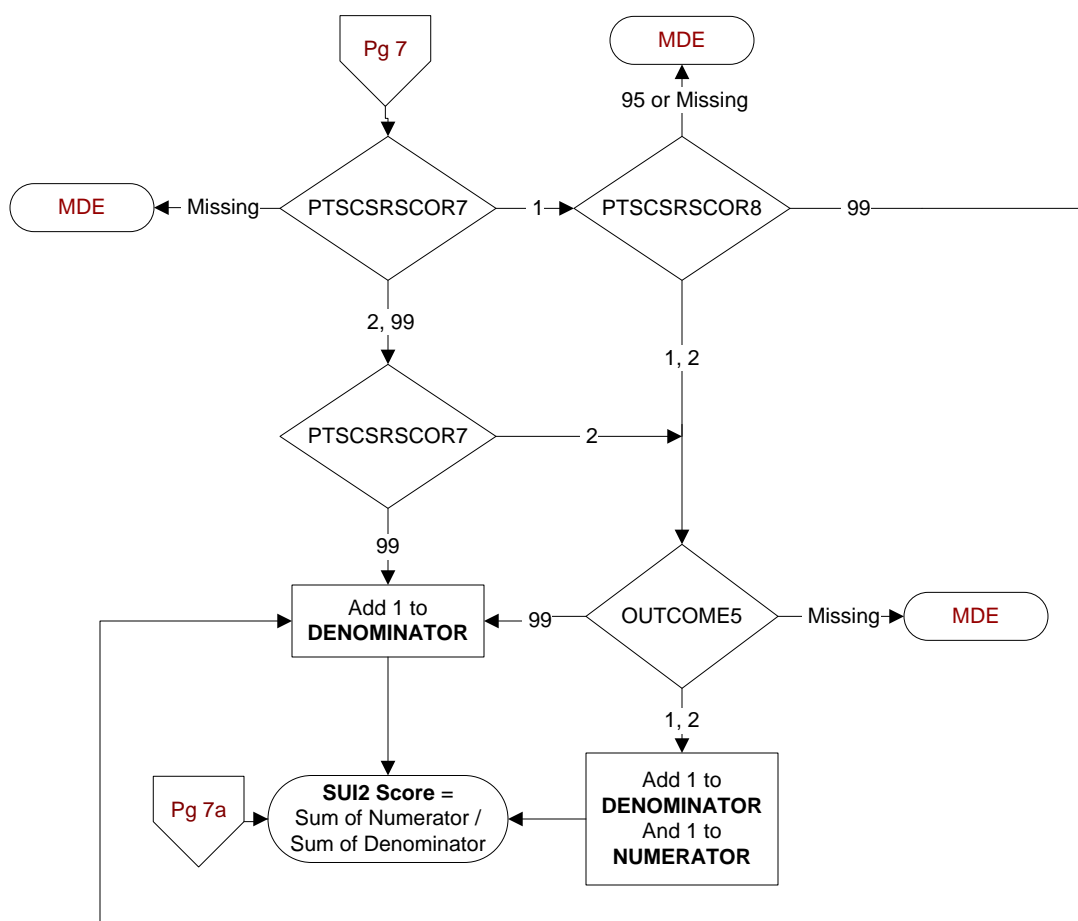 Pg 7
MDE
95 or Missing
MDE
Missing
PTSCSRSCOR7
1
PTSCSRSCOR8
99
2, 99
1, 2
PTSCSRSCOR7
2
99
Add 1 to
DENOMINATOR
99
OUTCOME5
Missing
MDE
1, 2
Pg 7a
SUI2 Score =
Sum of Numerator /
Sum of Denominator
Add 1 to
DENOMINATOR
And 1 to
NUMERATOR